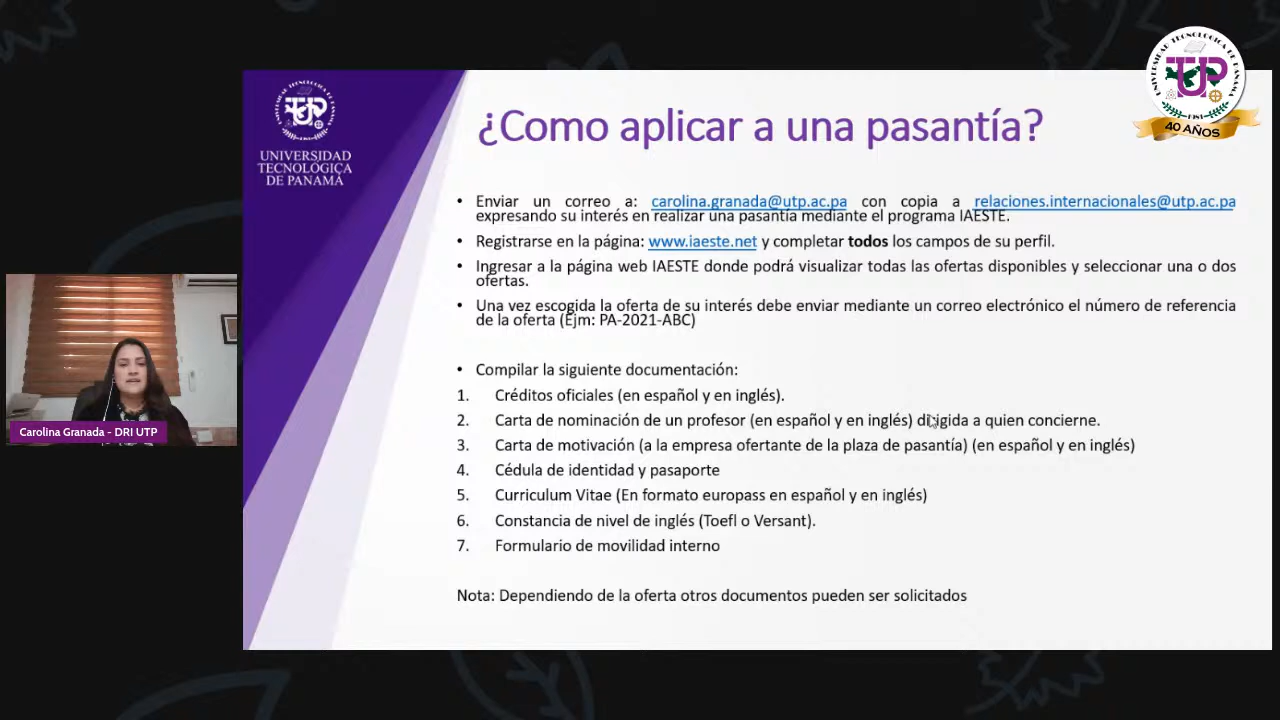 UNIVERSIDAD TECNOLÓGICA DE PANAMÁ
UTP
1981
40 AÑOS
UTP
UNIVERSIDAD
TECNOLÓGICA
DE PANAMÁ
¿Como aplicar a una pasantía?
• Enviar un correo a: carolina.granada@utp.ac.pa con copia a relaciones.internacionales@utp.ac.pa
expresando su interés en realizar una pasantía mediante el programa IAESTE.
• Registrarse en la página: www.iaeste.net y completar todos los campos de su perfil.
• Ingresar a la página web IAESTE donde podrá visualizar todas las ofertas disponibles y seleccionar una o dos
ofertas.
• Una vez escogida la oferta de su interés debe enviar mediante un correo electrónico el número de referencia
de la oferta (Ejm: PA-2021-ABC)
• Compilar la siguiente documentación:
1. Créditos oficiales (en español y en inglés).
2. Carta de nominación de un profesor (en español y en inglés) dirigida a quien concierne.
3. Carta de motivación (a la empresa ofertante de la plaza de pasantía) (en español y en inglés)
4. Cédula de identidad y pasaporte
5. Curriculum Vitae (En formato europass en español y en inglés)
6. Constancia de nivel de inglés (Toefl o Versant).
7. Formulario de movilidad interno
Nota: Dependiendo de la oferta otros documentos pueden ser solicitados
Carolina Granada - DRI UTP